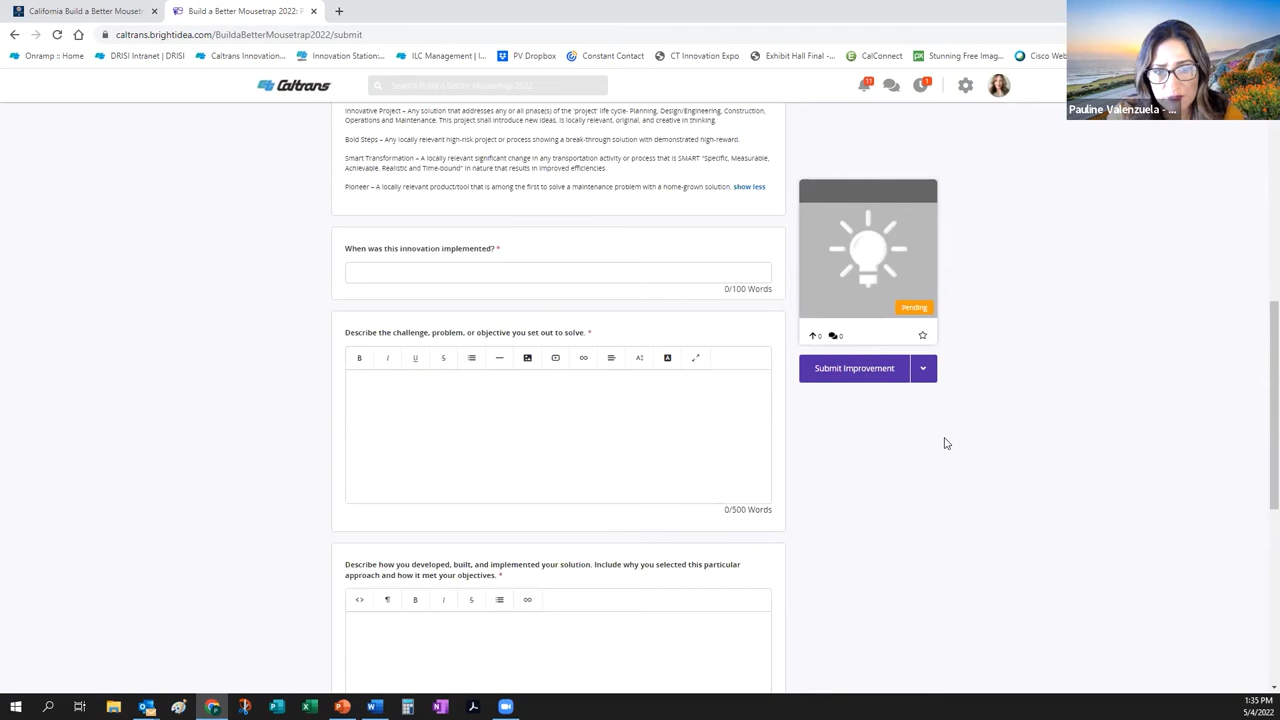 California Build a Better Mousetr
Build a Better Mousetrap 2022: P
caltrans.brightidea.com/BuildaBetterMousetrap2022/submit
Onramp :: Home
DRISI Intranet | DRISI
Caltrans Innovation...
Innovation Station:...
ILC Management | I...
PV Dropbox
Constant Contact
CT Innovation Expo
Exhibit Hall Final -...
CalConnect
Stunning Free Imag...
Cisco Web
Caltrans
Search Build a Better Mousetrap 2022
11
1
Pauline Valenzuela - ...
Innovative Project – Any solution that addresses any or all phase(s) of the 'project' life cycle- Planning, Design/Engineering, Construction,
Operations and Maintenance. This project shall introduce new ideas, is locally relevant, original, and creative in thinking.
Bold Steps – Any locally relevant high-risk project or process showing a break-through solution with demonstrated high-reward.
Smart Transformation – A locally relevant significant change in any transportation activity or process that is SMART "Specific, Measurable,
Achievable. Realistic and Time-bound" in nature that results in improved efficiencies.
Pioneer – A locally relevant product/tool that is among the first to solve a maintenance problem with a home-grown solution. show less
When was this innovation implemented? *
0/100 Words
Pending
0 0
Submit Improvement
Describe the challenge, problem, or objective you set out to solve. *
B I U S AI A
0/500 Words
Describe how you developed, built, and implemented your solution. Include why you selected this particular
approach and how it met your objectives. *
<> ¶ B I S
1:35 PM
5/4/2022